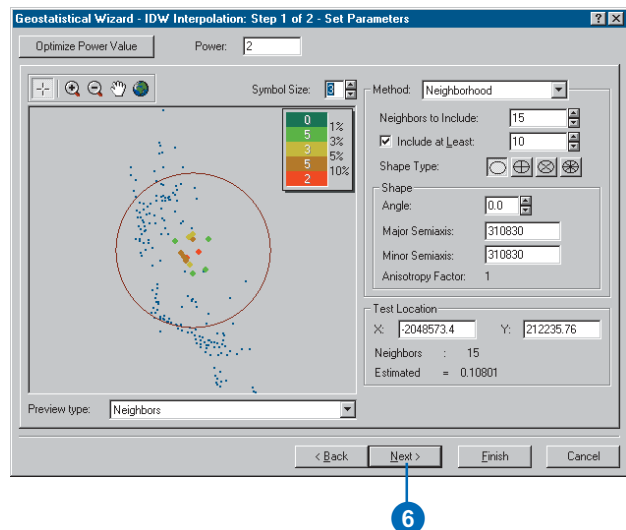 Geostatistical Wizard - IDW Interpolation: Step 1 of 2 - Set Parameters
Optimize Power Value Power: 2
Symbol Size: 3
0
5
3
5
2
1%
3%
5%
10%
Preview type: Neighbors
Method: Neighborhood
Neighbors to Include: 15
Include at Least: 10
Shape Type:
Shape
Angle: 0.0
Major Semiaxis: 310830
Minor Semiaxis: 310830
Anisotropy Factor: 1
Test Location
X: -2048573.4 Y: 212235.76
Neighbors : 15
Estimated = 0.10801
< Back Next > Finish Cancel
6